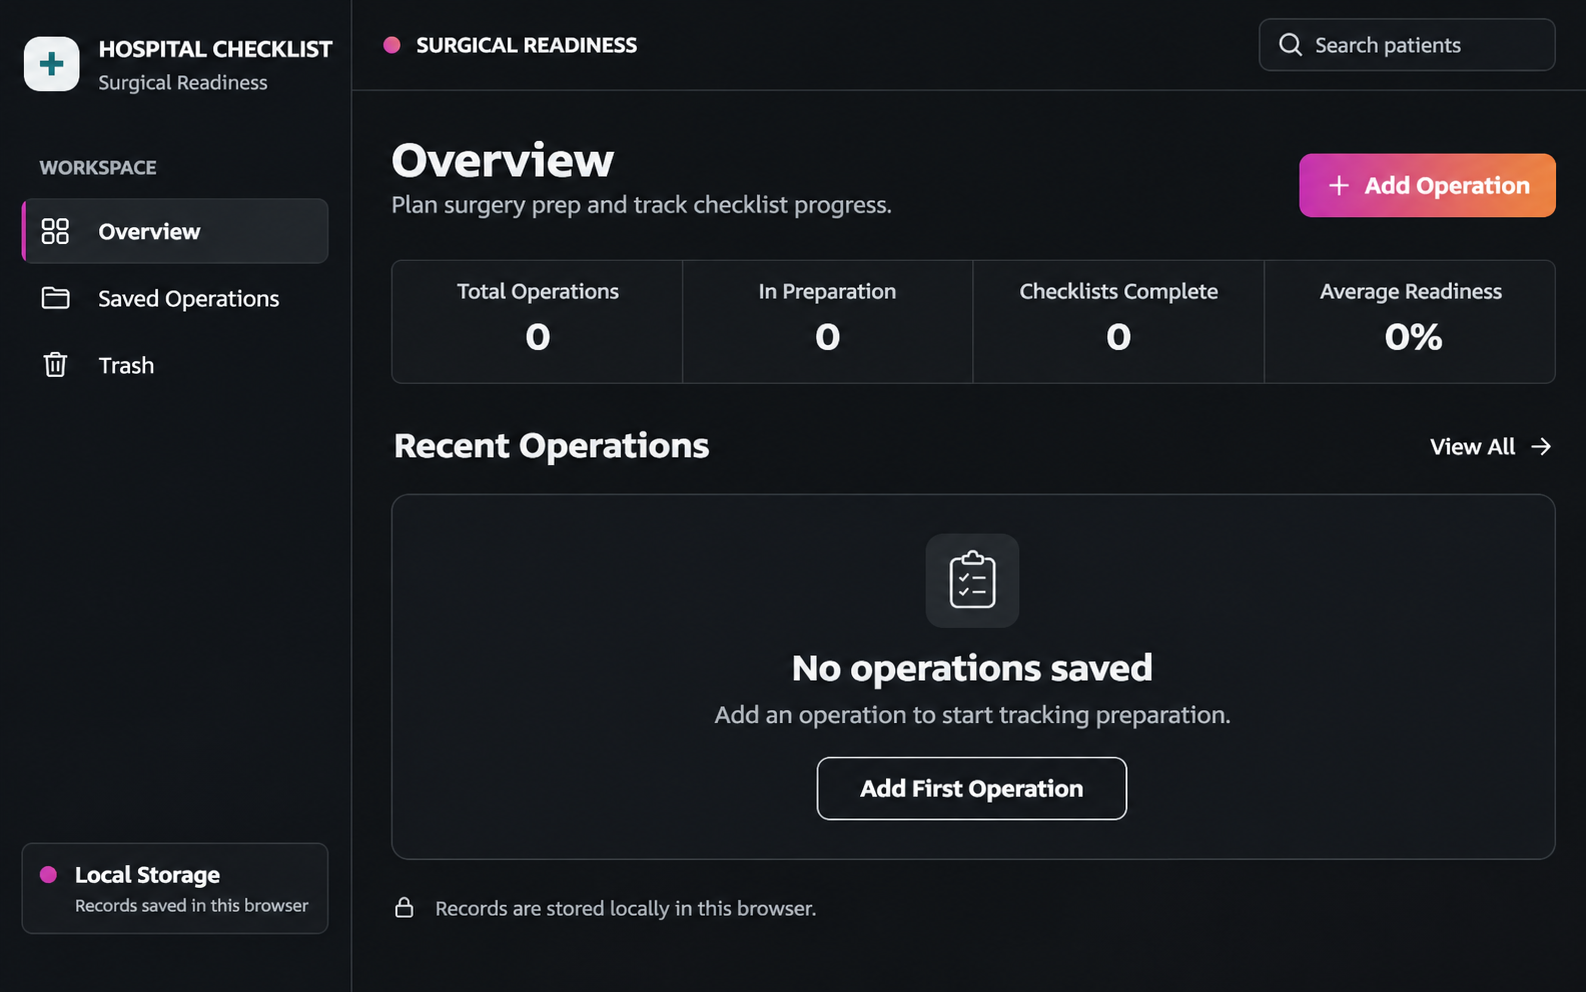 HOSPITAL CHECKLIST
Surgical Readiness
WORKSPACE
Overview
Saved Operations
Trash
Local Storage
Records saved in this browser
SURGICAL READINESS
Search patients
Overview
Plan surgery prep and track checklist progress.
Add Operation
Total Operations
0
In Preparation
0
Checklists Complete
0
Average Readiness
0%
Recent Operations
View All
No operations saved
Add an operation to start tracking preparation.
Add First Operation
Records are stored locally in this browser.